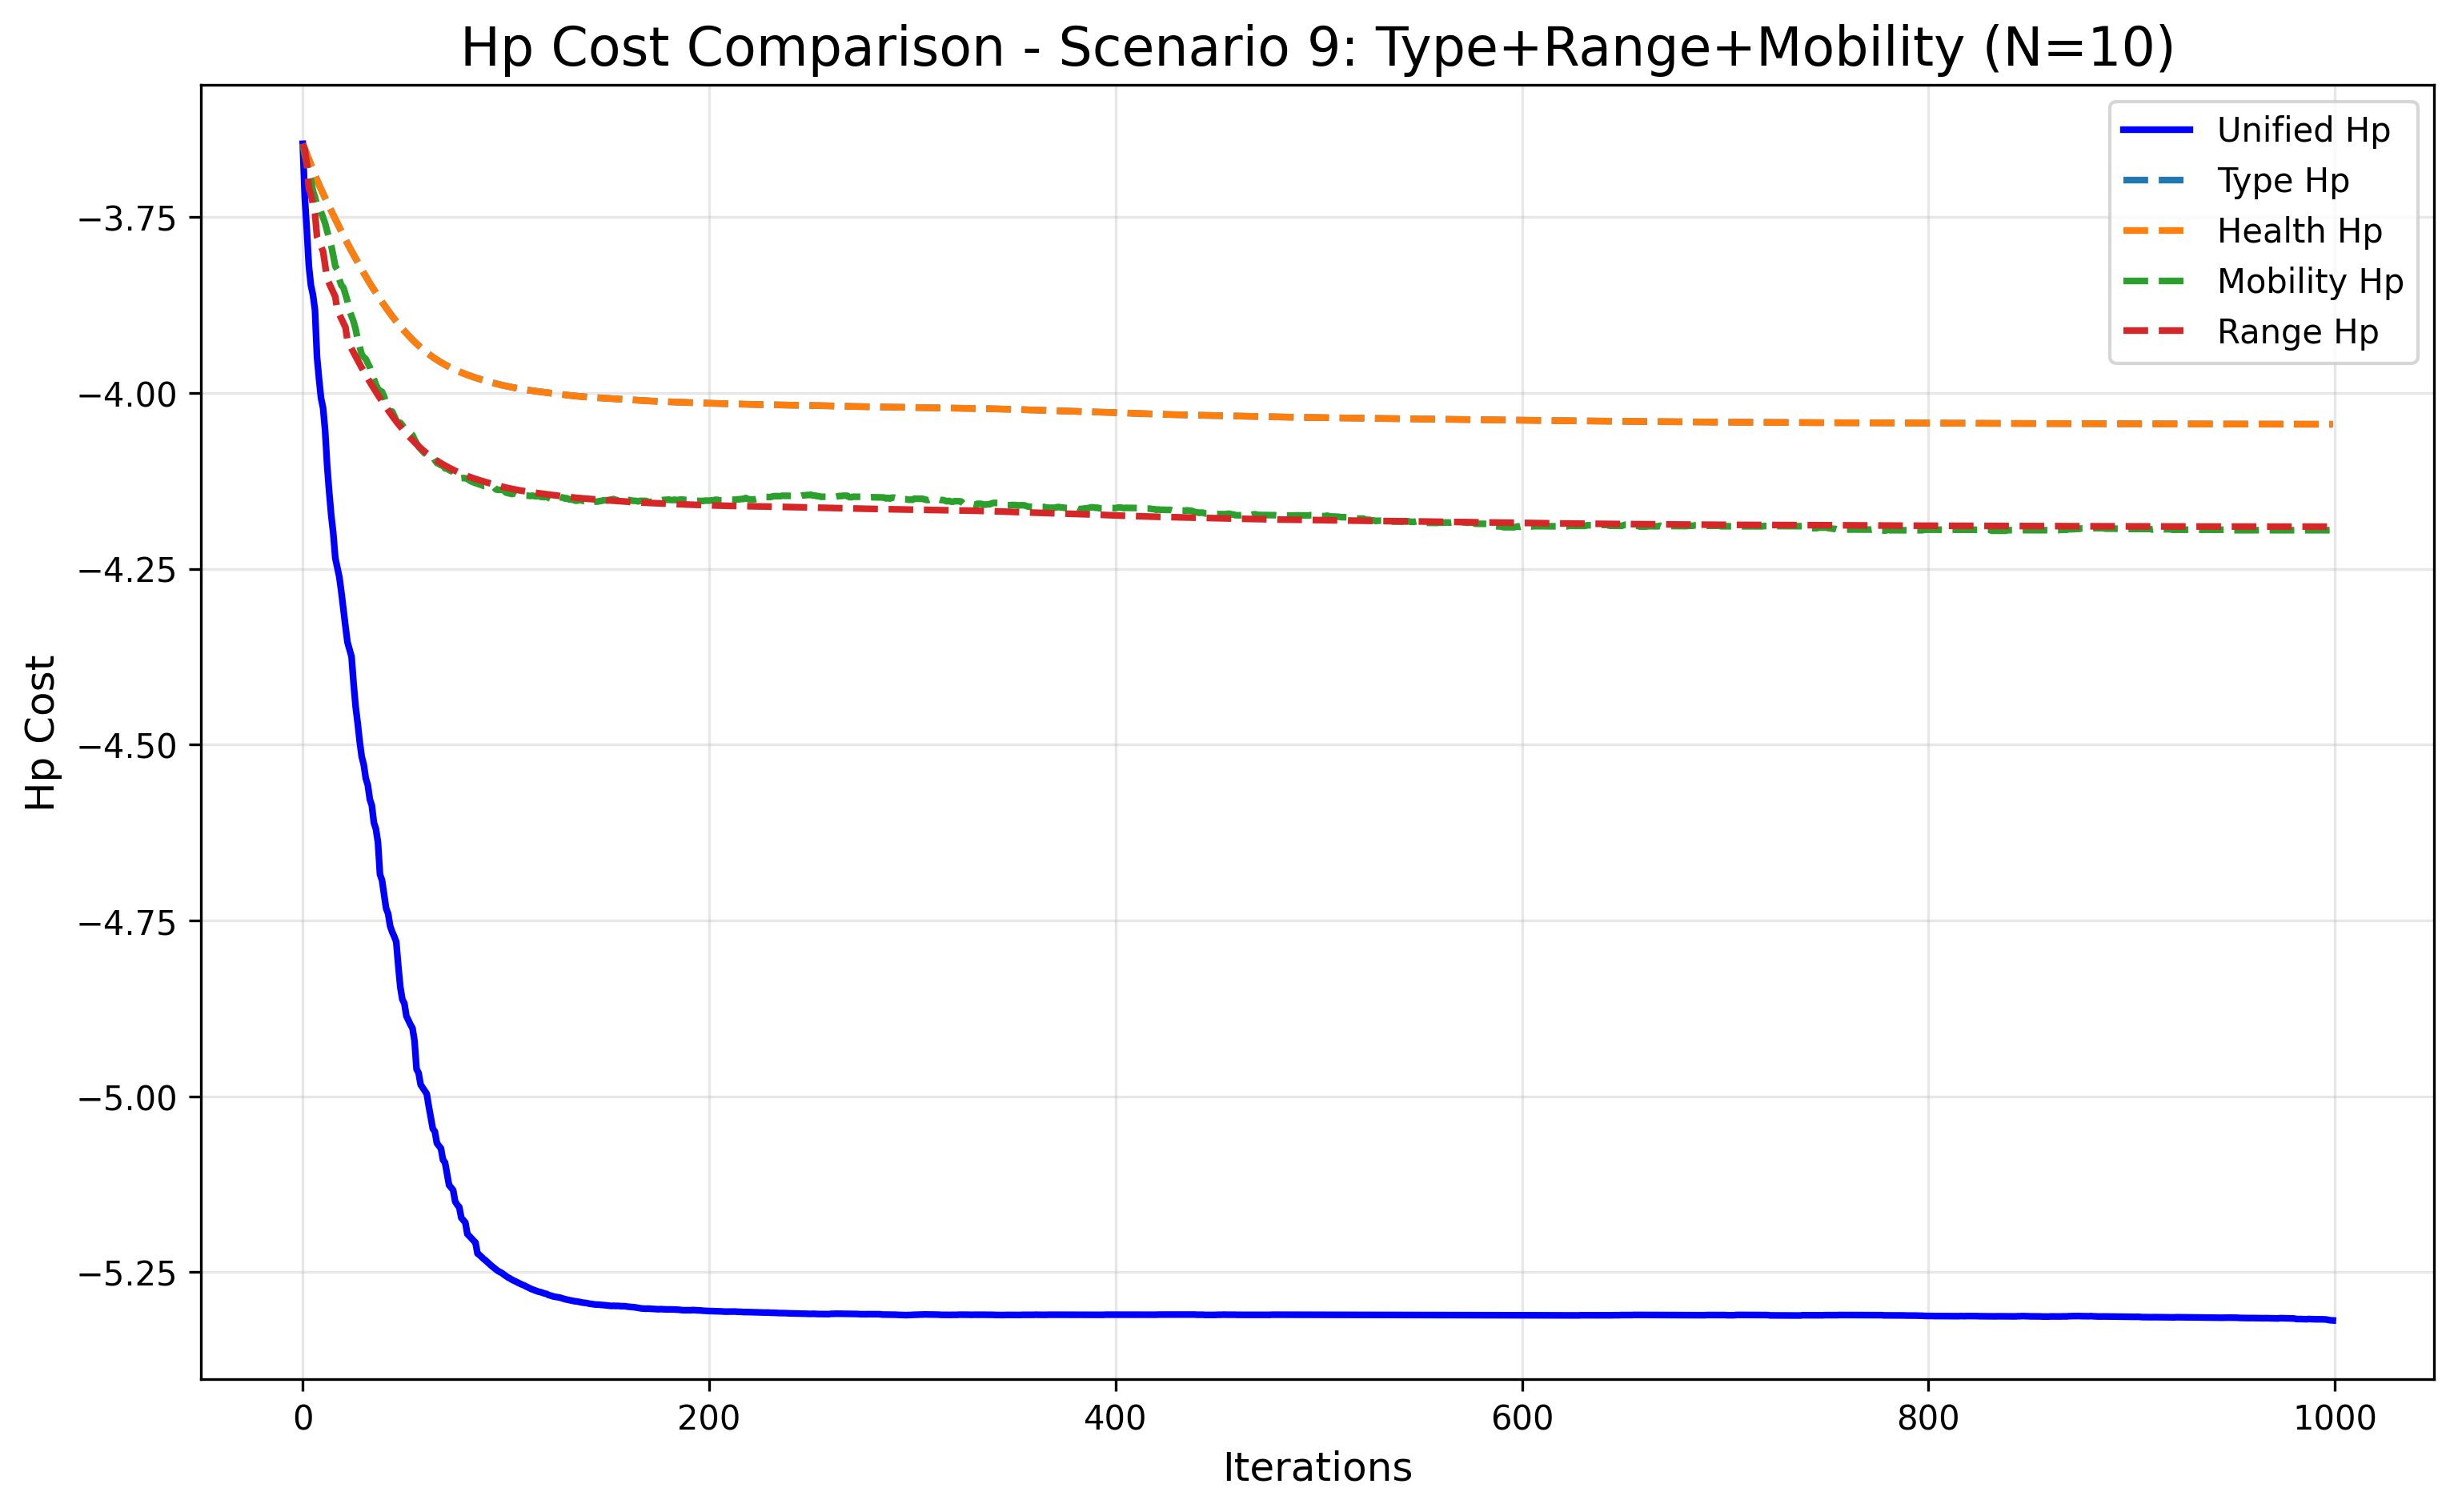 Hp Cost Comparison - Scenario 9: Type+Range+Mobility (N=10)
Unified Hp
Type Hp
Health Hp
Mobility Hp
Range Hp
Hp Cost
−3.75
−4.00
−4.25
−4.50
−4.75
−5.00
−5.25
0
200
400
600
800
1000
Iterations